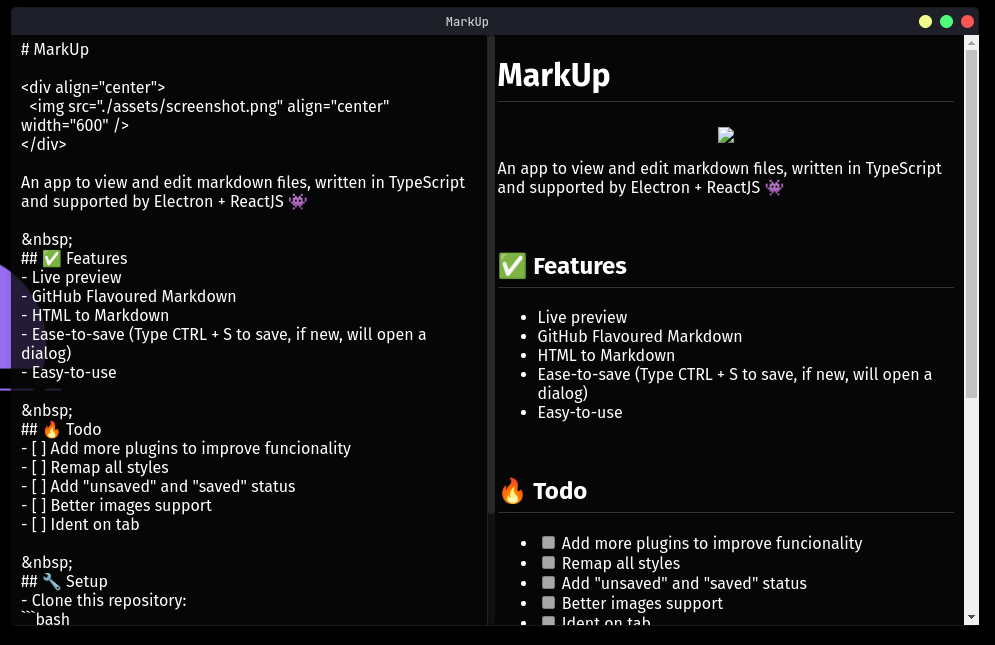 MarkUp
# MarkUp
<div align="center">
  <img src="./assets/screenshot.png" align="center"
width="600" />
</div>
An app to view and edit markdown files, written in TypeScript
and supported by Electron + ReactJS 👾
&nbsp;
## ✅ Features
- Live preview
- GitHub Flavoured Markdown
- HTML to Markdown
- Ease-to-save (Type CTRL + S to save, if new, will open a
dialog)
- Easy-to-use
&nbsp;
## 🔥 Todo
- [ ] Add more plugins to improve funcionality
- [ ] Remap all styles
- [ ] Add "unsaved" and "saved" status
- [ ] Better images support
- [ ] Ident on tab
&nbsp;
## 🔧 Setup
- Clone this repository:
```bash
MarkUp
An app to view and edit markdown files, written in TypeScript
and supported by Electron + ReactJS 👾
✅ Features
• Live preview
• GitHub Flavoured Markdown
• HTML to Markdown
• Ease-to-save (Type CTRL + S to save, if new, will open a
dialog)
• Easy-to-use
🔥 Todo
• Add more plugins to improve funcionality
• Remap all styles
• Add "unsaved" and "saved" status
• Better images support
• Ident on tab